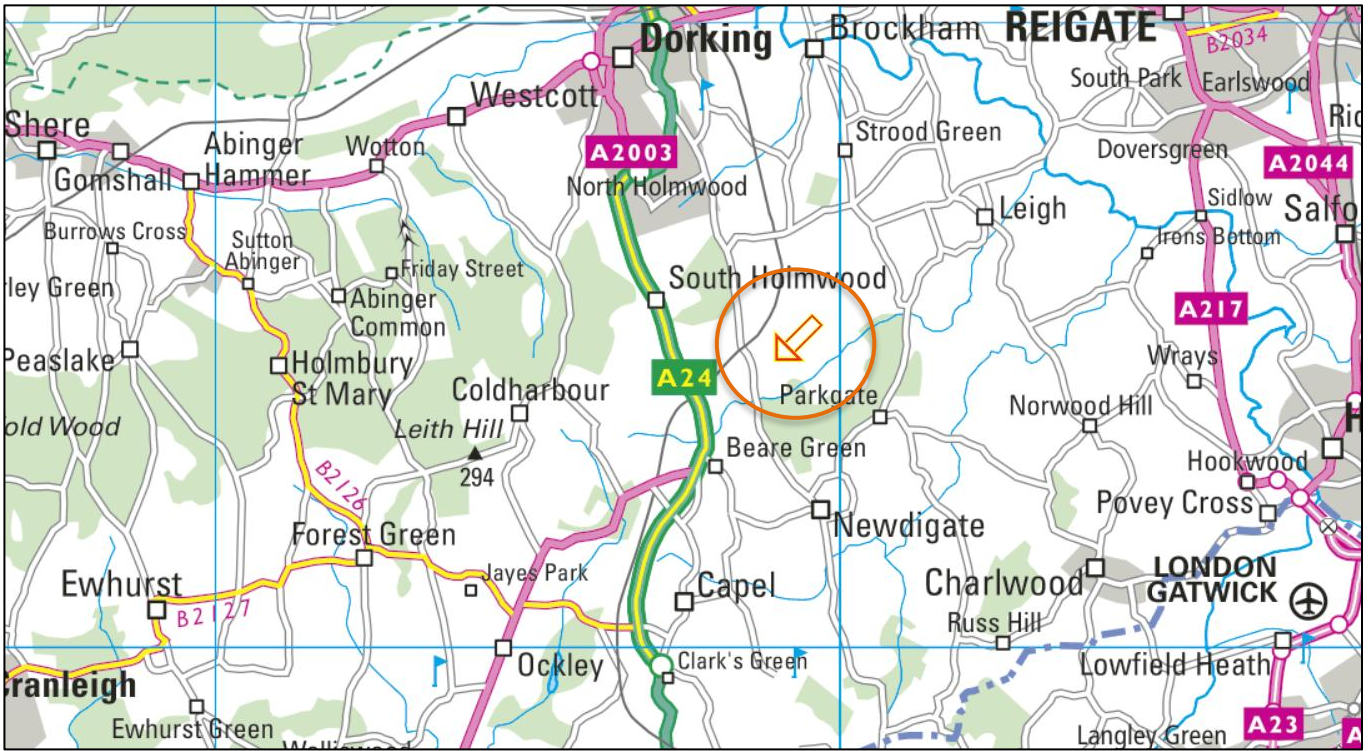 Dorking
Brockham
REIGATE
B2034
South Park
Earlswood
Westcott
Shere
Abinger
Hammer
Wotton
A2003
Strood Green
Doversgreen
A2044
Gomshall
North Holmwood
Leigh
Sidlow
Burrows Cross
Sutton
Abinger
Irons Bottom
Friday Street
South Holmwood
Abinger
Common
A217
Peaslake
Holmbury
St Mary
A24
Wrays
Coldharbour
Parkgate
Norwood Hill
Leith Hill
294
Beare Green
Hookwood
B2126
Povey Cross
Forest Green
Newdigate
Ewhurst
Jayes Park
Capel
Charlwood
LONDON
GATWICK
B2127
Russ Hill
Ockley
Clark's Green
Lowfield Heath
Ewhurst Green
Langley Green
A23